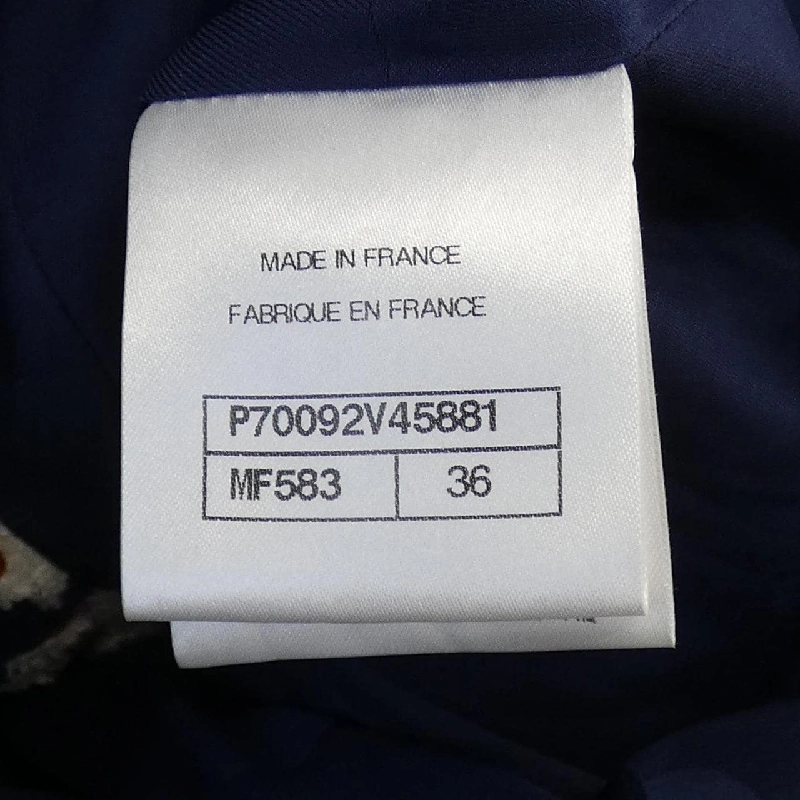 MADE IN FRANCE
FABRIQUE EN FRANCE
P70092V45881
MF583 36